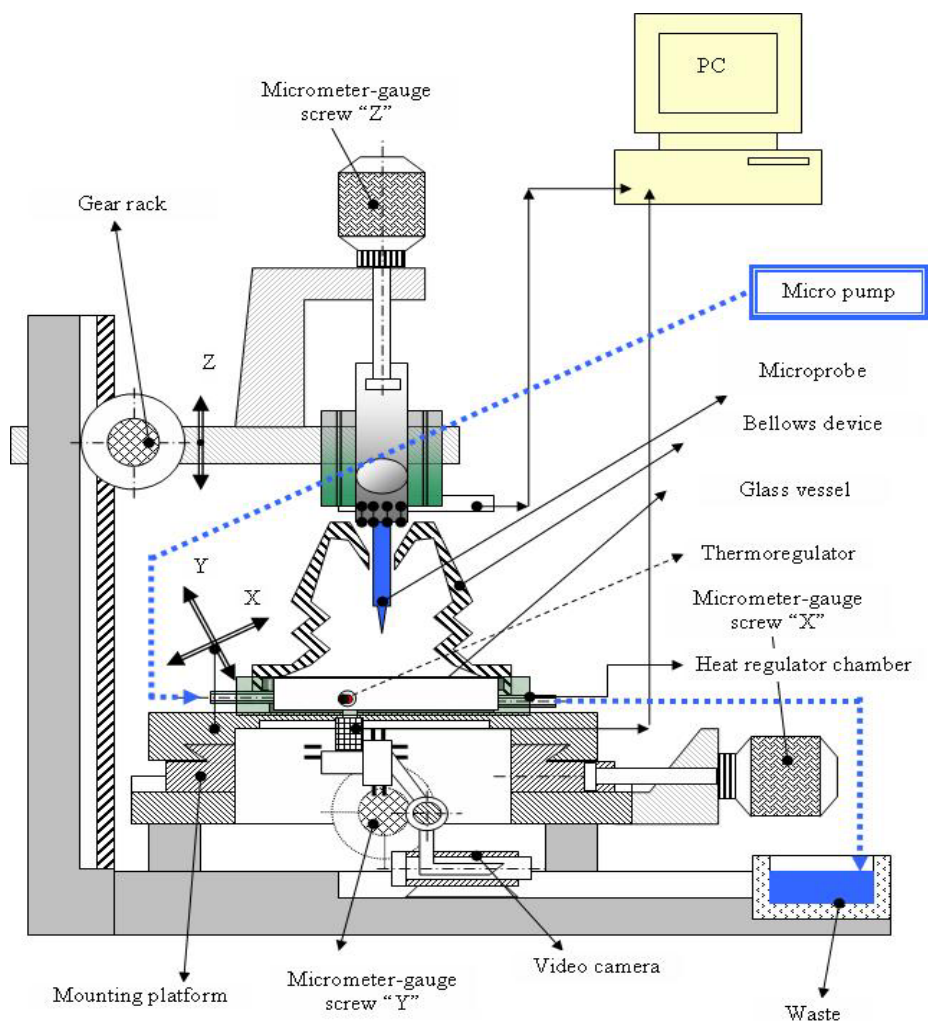 PC
Micrometer-gauge
screw “Z”
Gear rack
Micro pump
Z
Microprobe
Bellows device
Glass vessel
Thermoregulator
Y
X
Micrometer-gauge
screw “X”
Heat regulator chamber
Mounting platform
Micrometer-gauge
screw “Y”
Video camera
Waste